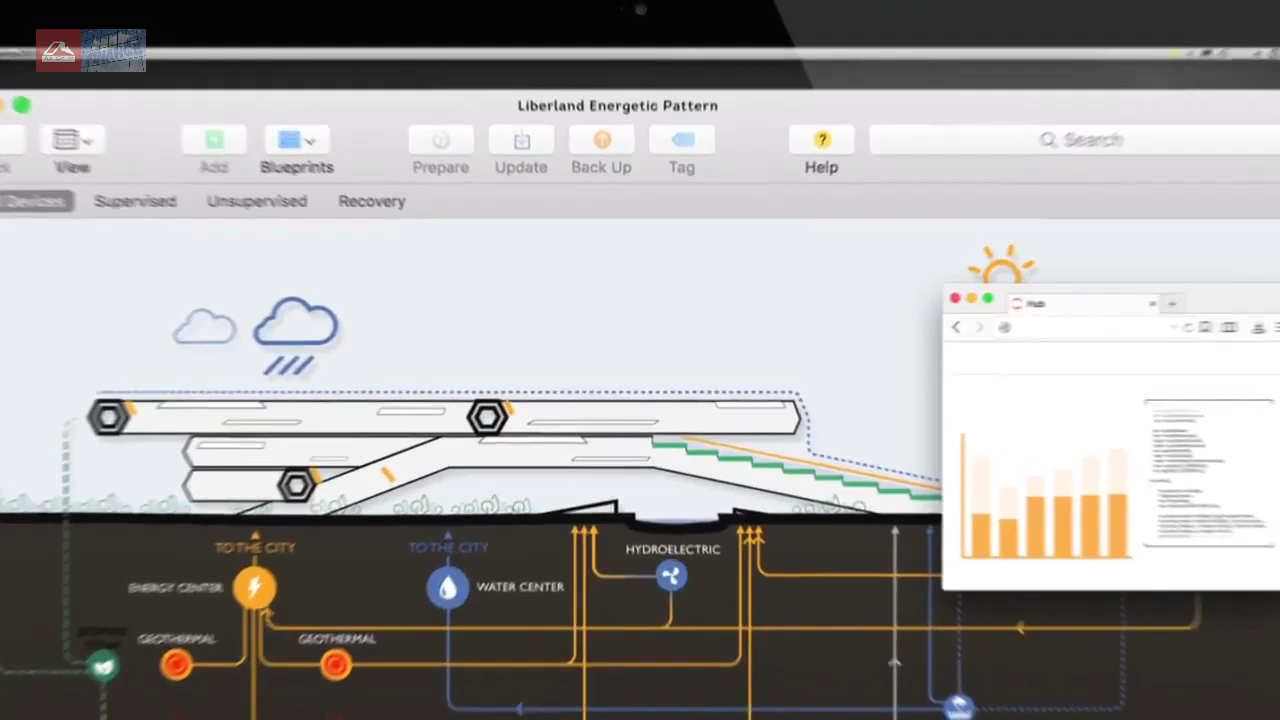 Liberland Energetic Pattern
View
Add
Blueprints
Prepare
Update
Back Up
Tag
Help
Search
Devices
Supervised
Unsupervised
Recovery
Hub
TO THE CITY
TO THE CITY
HYDROELECTRIC
ENERGY CENTER
WATER CENTER
GEOTHERMAL
GEOTHERMAL